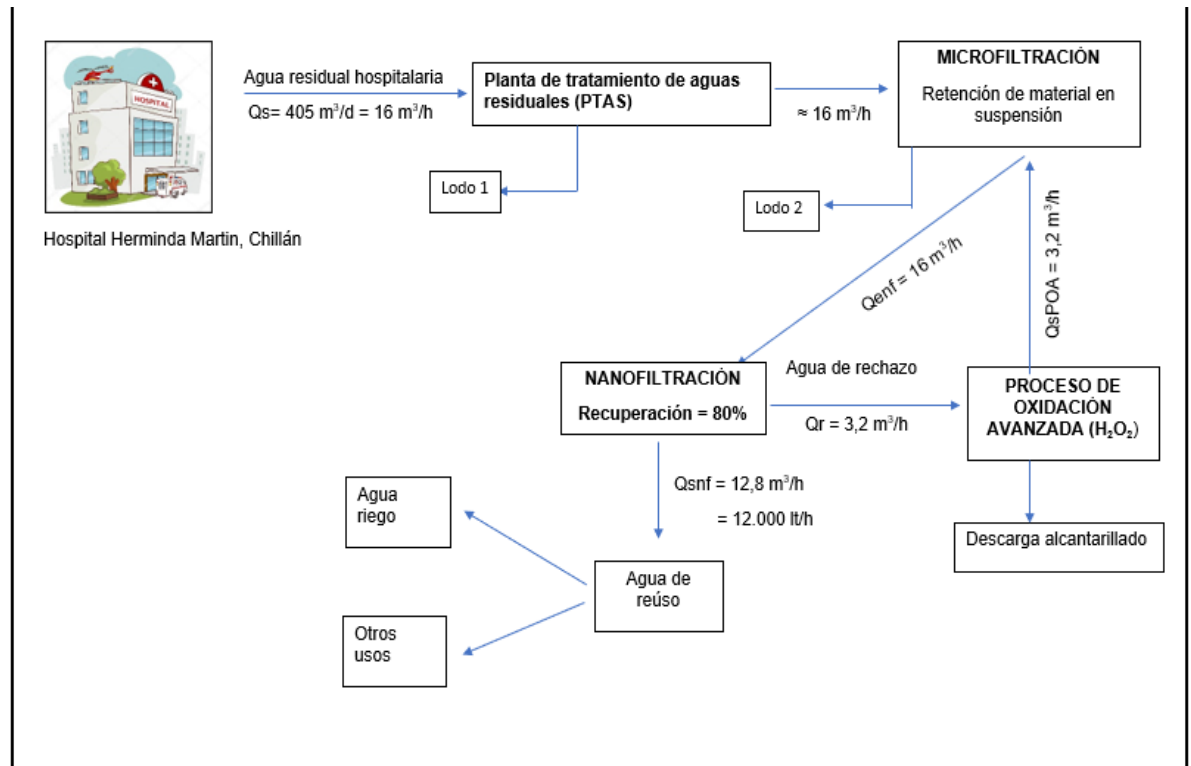 HOSPITAL
Hospital Herminda Martin, Chillán
Agua residual hospitalaria
Qs= 405 m³/d = 16 m³/h
Planta de tratamiento de aguas
residuales (PTAS)
≈ 16 m³/h
MICROFILTRACIÓN
Retención de material en
suspensión
Lodo 1
Lodo 2
Qenf = 16 m³/h
QsPOA = 3,2 m³/h
NANOFILTRACIÓN
Recuperación = 80%
Agua de rechazo
Qr = 3,2 m³/h
PROCESO DE
OXIDACIÓN
AVANZADA (H₂O₂)
Qsnf = 12,8 m³/h
= 12.000 lt/h
Descarga alcantarillado
Agua
riego
Agua de
reúso
Otros
usos